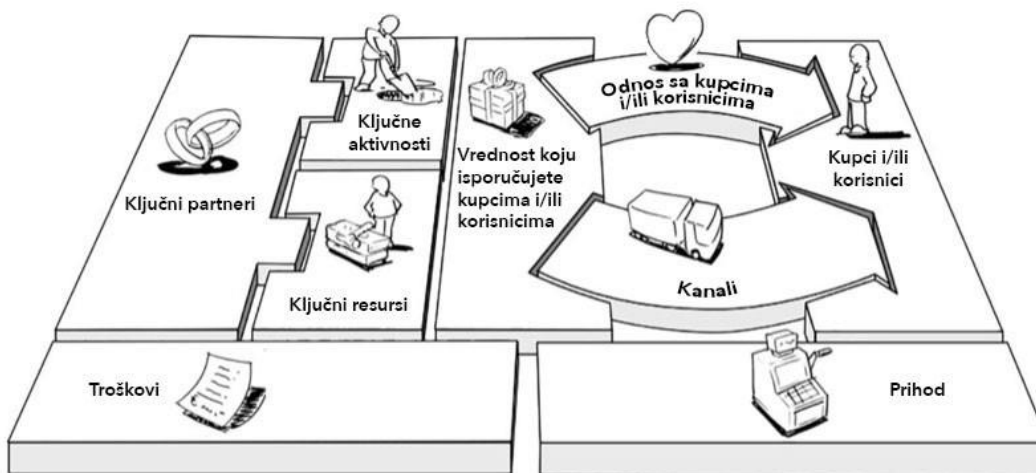 Ključni partneri
Ključne
aktivnosti
Ključni resursi
Vrednost koju
isporučujete
kupcima i/ili
korisnicima
Odnos sa kupcima
i/ili korisnicima
Kanali
Kupci i/ili
korisnici
Troškovi
Prihod